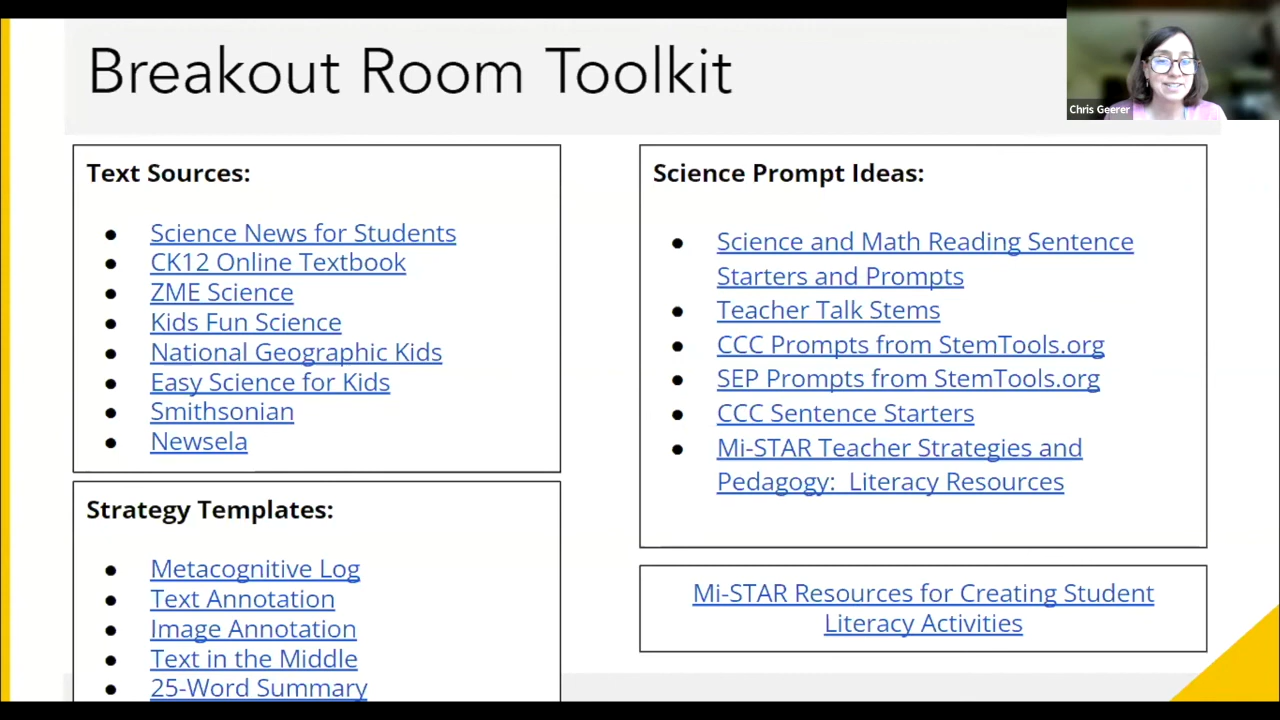 Breakout Room Toolkit
Chris Geerer
Text Sources:
● Science News for Students
● CK12 Online Textbook
● ZME Science
● Kids Fun Science
● National Geographic Kids
● Easy Science for Kids
● Smithsonian
● Newsela
Strategy Templates:
● Metacognitive Log
● Text Annotation
● Image Annotation
● Text in the Middle
● 25-Word Summary
Science Prompt Ideas:
● Science and Math Reading Sentence
Starters and Prompts
● Teacher Talk Stems
● CCC Prompts from StemTools.org
● SEP Prompts from StemTools.org
● CCC Sentence Starters
● Mi-STAR Teacher Strategies and
Pedagogy:  Literacy Resources
Mi-STAR Resources for Creating Student
Literacy Activities